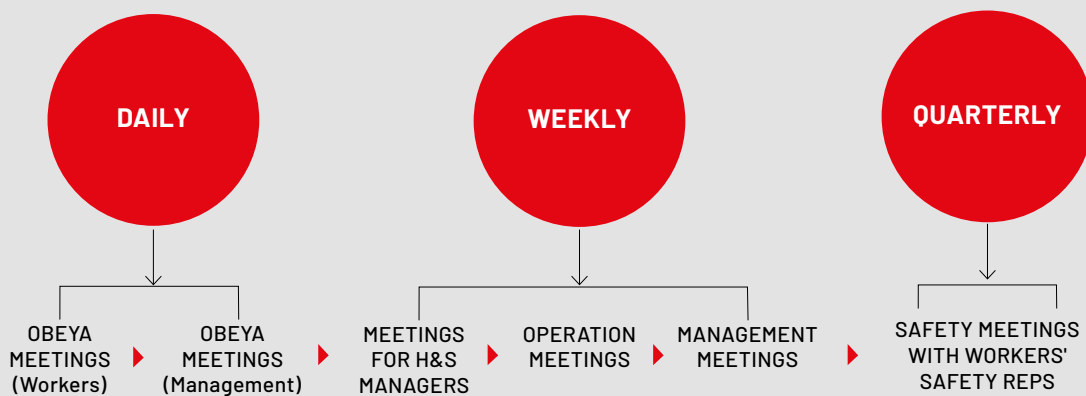 DAILY
WEEKLY
QUARTERLY
OBEYA
MEETINGS
(Workers)
OBEYA
MEETINGS
(Management)
MEETINGS
FOR H&S
MANAGERS
OPERATION
MEETINGS
MANAGEMENT
MEETINGS
SAFETY MEETINGS
WITH WORKERS'
SAFETY REPS